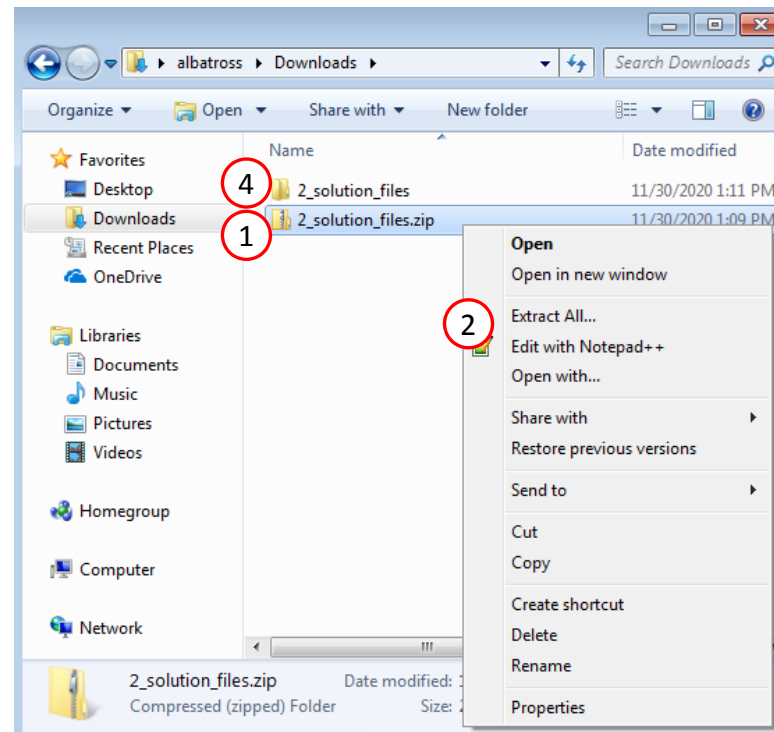 albatross Downloads
Search Downloads
Organize Open Share with New folder
Name Date modified
Favorites
Desktop
Downloads
Recent Places
OneDrive
Libraries
Documents
Music
Pictures
Videos
Homegroup
Computer
Network
4 2_solution_files 11/30/2020 1:11 PM
1 2_solution_files.zip 11/30/2020 1:09 PM
Open
Open in new window
2 Extract All...
Edit with Notepad++
Open with...
Share with
Restore previous versions
Send to
Cut
Copy
Create shortcut
Delete
Rename
Properties
2_solution_files.zip Date modified:
Compressed (zipped) Folder Size: